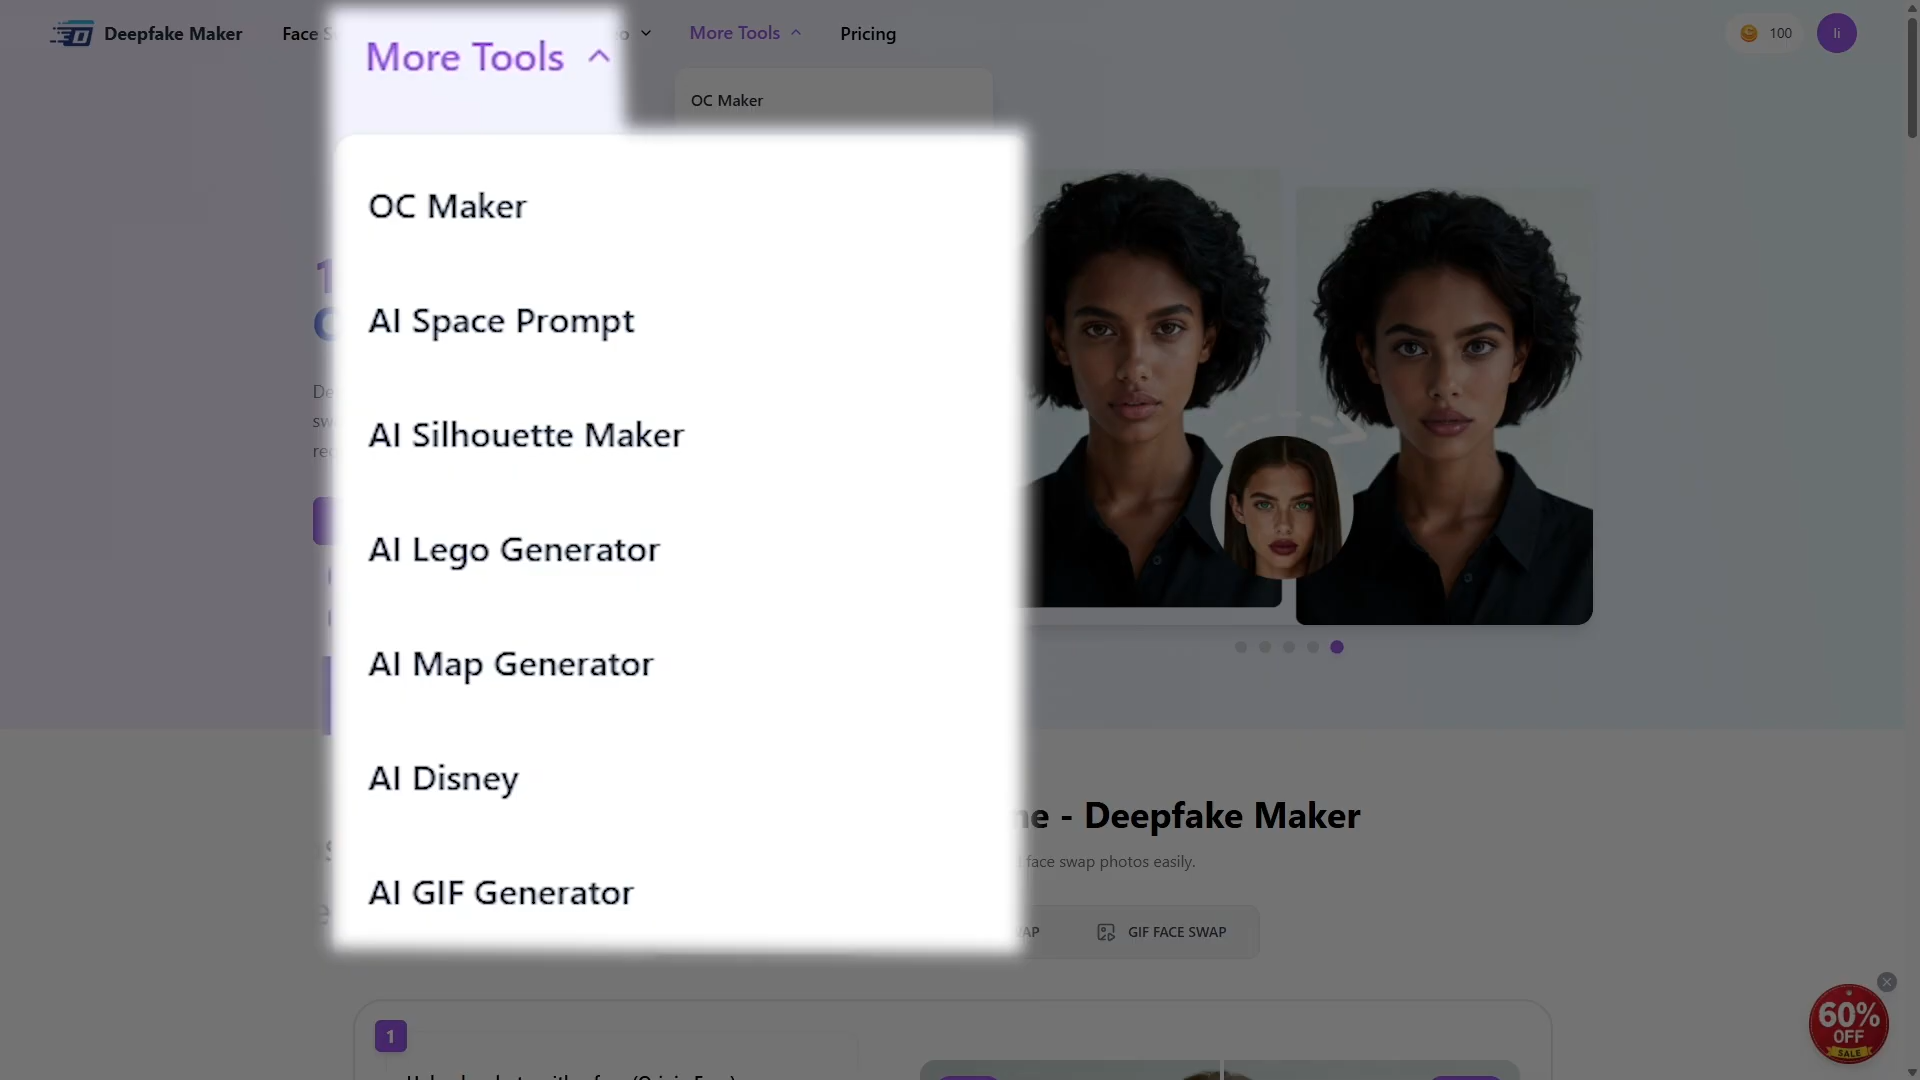 Deepfake Maker
Face
More Tools
Pricing
100
li
More Tools
OC Maker
OC Maker
AI Space Prompt
AI Silhouette Maker
AI Lego Generator
AI Map Generator
AI Disney
AI GIF Generator
- Deepfake Maker
face swap photos easily.
GIF FACE SWAP
1
60%
OFF
SALE